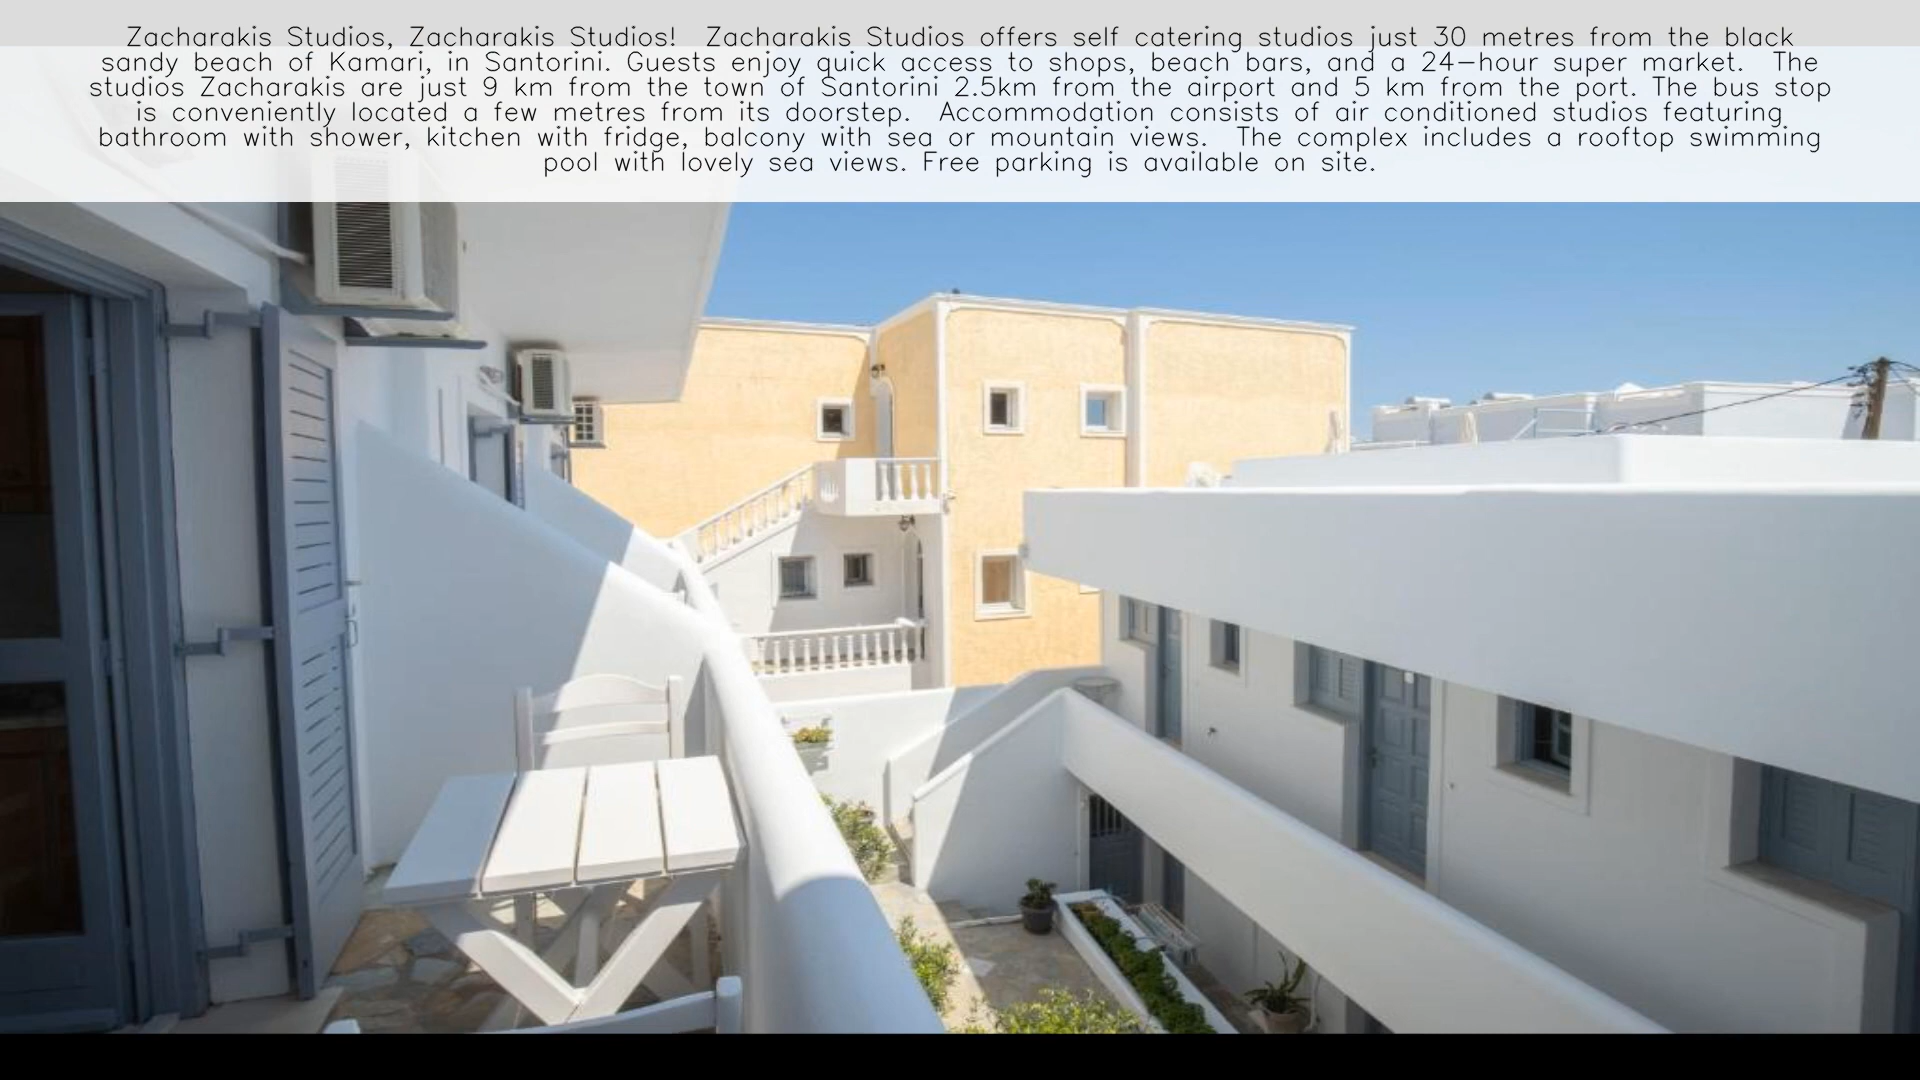 Zacharakis Studios, Zacharakis Studios!  Zacharakis Studios offers self catering studios just 30 metres from the black
sandy beach of Kamari, in Santorini. Guests enjoy quick access to shops, beach bars, and a 24-hour super market.  The
studios Zacharakis are just 9 km from the town of Santorini 2.5km from the airport and 5 km from the port. The bus stop
is conveniently located a few metres from its doorstep.  Accommodation consists of air conditioned studios featuring
bathroom with shower, kitchen with fridge, balcony with sea or mountain views.  The complex includes a rooftop swimming
pool with lovely sea views. Free parking is available on site.